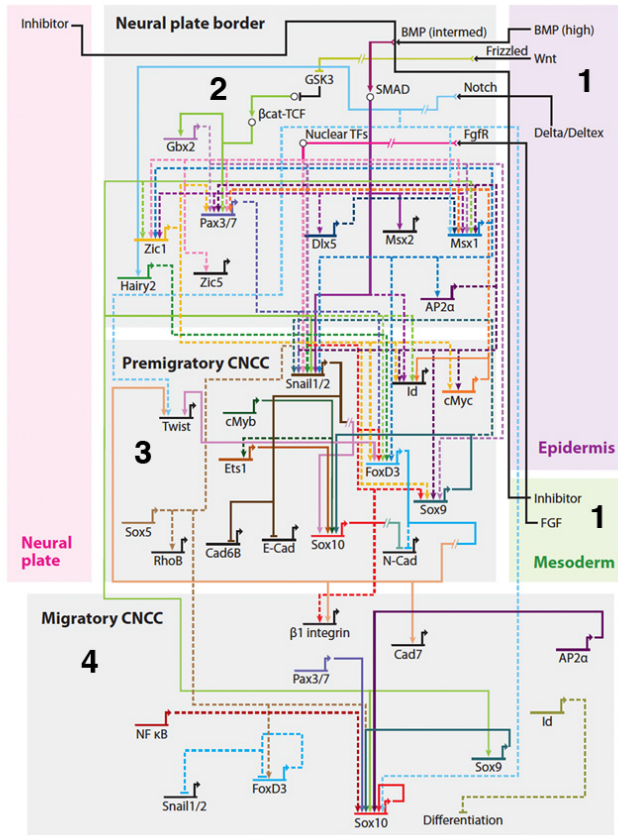 Inhibitor
Neural plate border
BMP (intermed)
BMP (high)
Frizzled
Wnt
GSK3
1
2
SMAD
Notch
βcat-TCF
Delta/Deltex
Nuclear TFs
FgfR
Gbx2
Pax3/7
Zic1
Dlx5
Msx2
Msx1
Hairy2
Zic5
AP2α
Premigratory CNCC
Snail1/2
Id
cMyc
Twist
cMyb
3
Ets1
FoxD3
Epidermis
Sox9
Inhibitor
1
Sox5
FGF
RhoB
Cad6B
E-Cad
Sox10
N-Cad
Neural
plate
Mesoderm
Migratory CNCC
β1 integrin
4
Cad7
AP2α
Pax3/7
Id
NF κB
Sox9
FoxD3
Snail1/2
Sox10
Differentiation